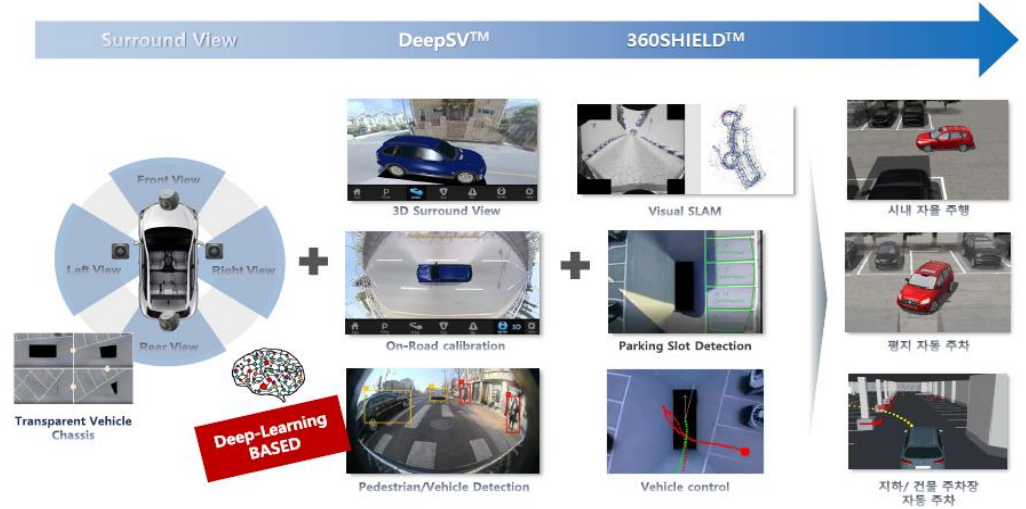 Surround View
DeepSV™
360SHIELD™
Front View
Left View
Right View
Rear View
Transparent Vehicle
Chassis
Deep-Learning
BASED
3D Surround View
On-Road calibration
Pedestrian/Vehicle Detection
Visual SLAM
Parking Slot Detection
Vehicle control
시내 자율 주행
평지 자동 주차
지하/ 건물 주차장
자동 주차